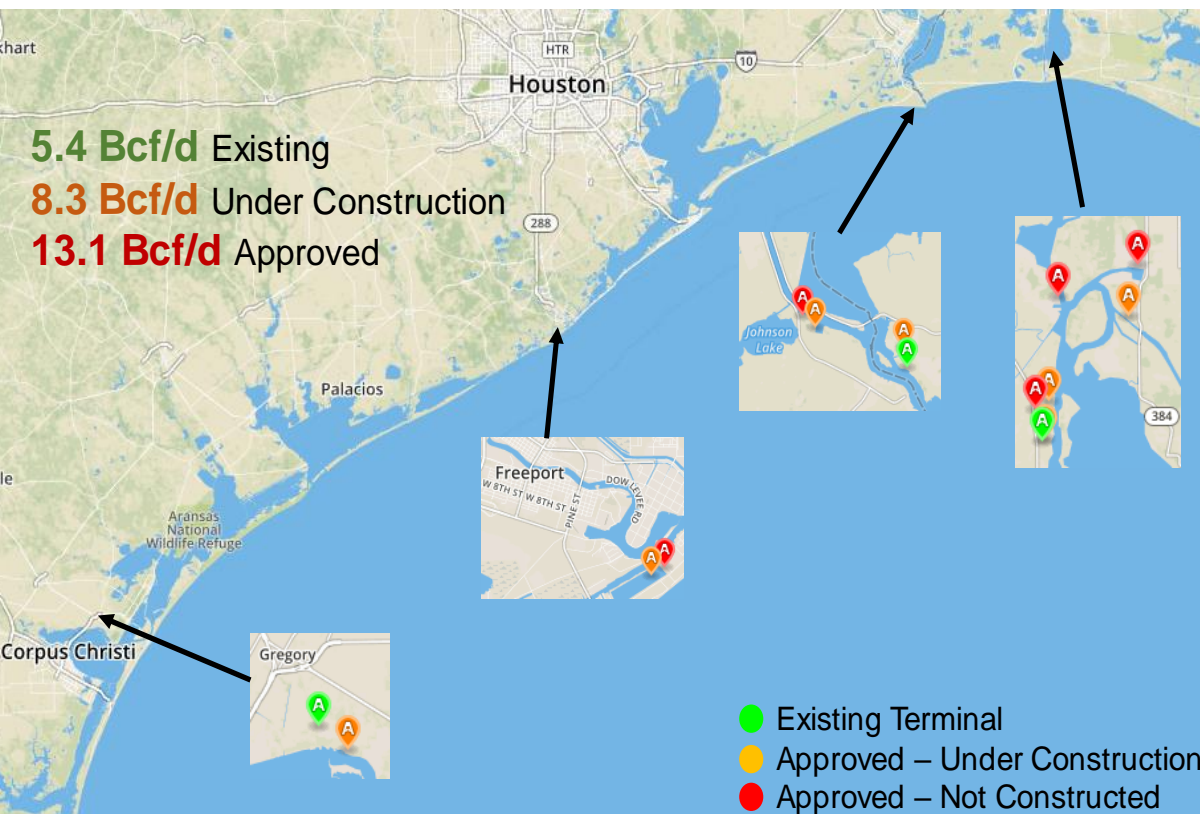 khart
HTR
10
Houston
5.4 Bcf/d Existing
8.3 Bcf/d Under Construction
13.1 Bcf/d Approved
288
A
A
Johnson
Lake
A
A
A
A
A
A
A
A
384
Palacios
Freeport
W 8TH ST W 8TH ST
PINE ST
DOW LEVEE RD
A
A
le
Aransas
National
Wildlife Refuge
Corpus Christi
Gregory
A
A
Existing Terminal
Approved – Under Construction
Approved – Not Constructed